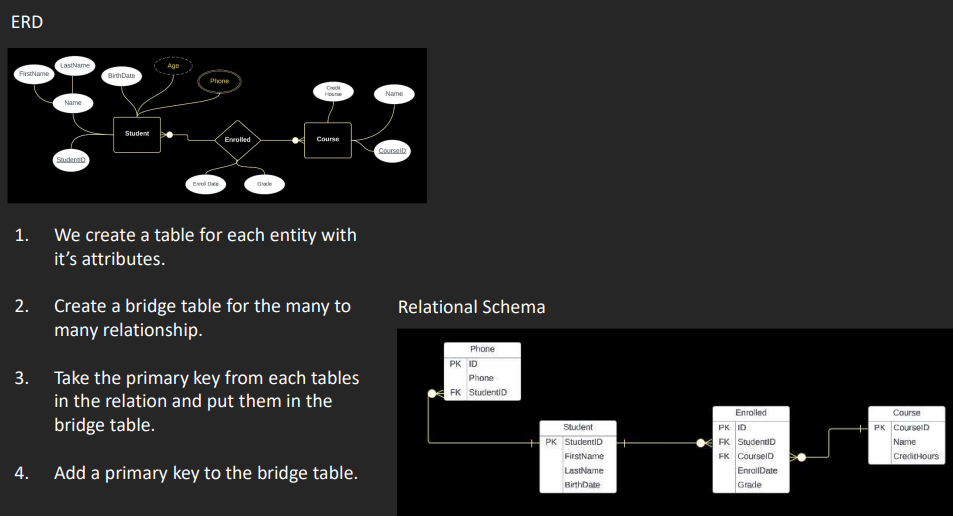 ERD
FirstName
LastName
BirthDate
Age
Phone
Name
Student
StudentID
Enrolled
Enroll Date
Grade
Credit
Hourse
Name
Course
CourseID
1. We create a table for each entity with
it's attributes.
2. Create a bridge table for the many to
many relationship.
3. Take the primary key from each tables
in the relation and put them in the
bridge table.
4. Add a primary key to the bridge table.
Relational Schema
Phone
PK ID
Phone
FK StudentID
Student
PK StudentID
FirstName
LastName
BirthDate
Enrolled
PK ID
FK StudentID
FK CourseID
EnrollDate
Grade
Course
PK CourseID
Name
CreditHours